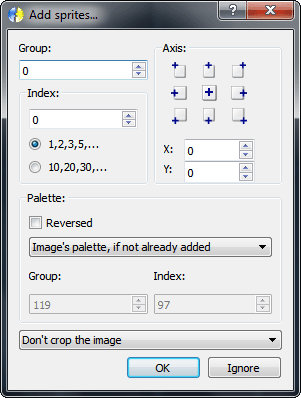 Add sprites...
?
Group:
0
Index:
0
1,2,3,5,...
10,20,30,...
Axis:
X: 0
Y: 0
Palette:
Reversed
Image's palette, if not already added
Group: Index:
119 97
Don't crop the image
OK Ignore